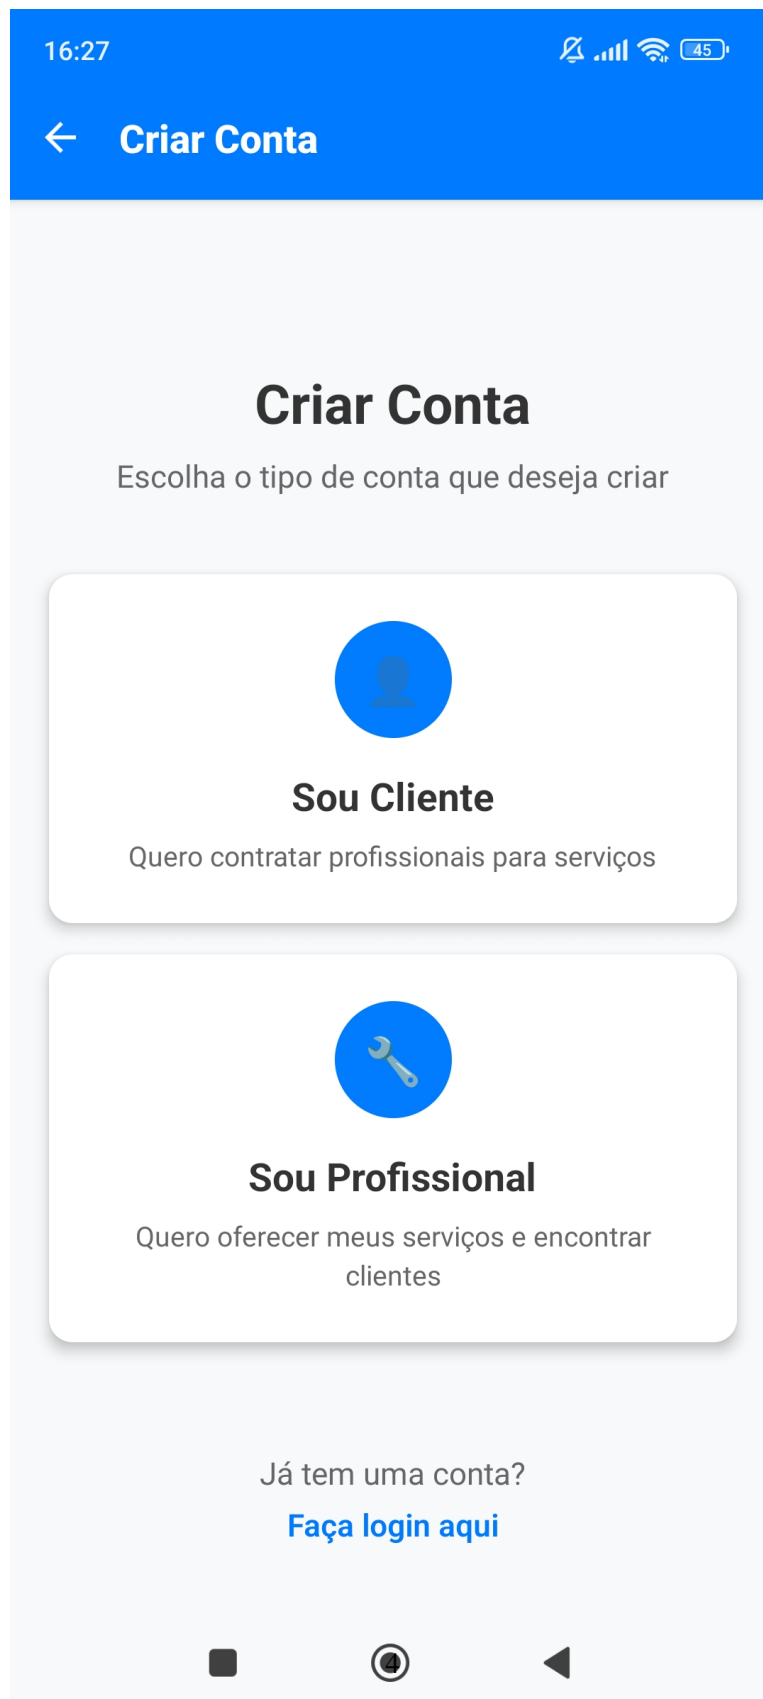 16:27
45
Criar Conta
Criar Conta
Escolha o tipo de conta que deseja criar
Sou Cliente
Quero contratar profissionais para serviços
Sou Profissional
Quero oferecer meus serviços e encontrar
clientes
Já tem uma conta?
Faça login aqui
4